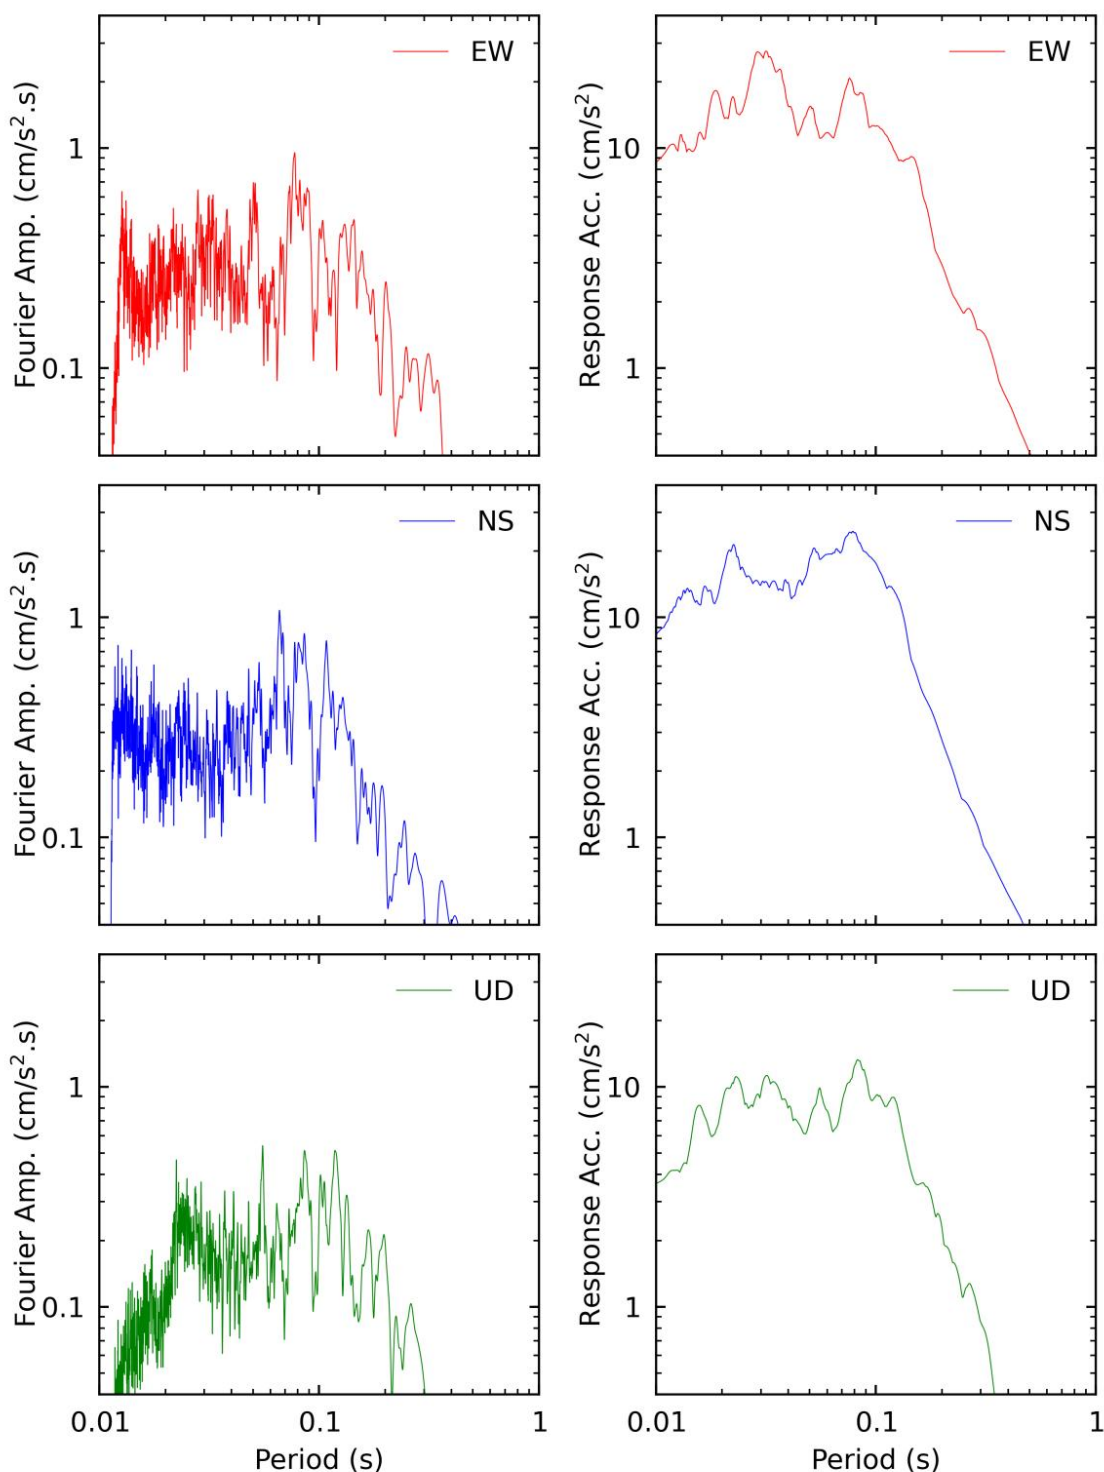 EW
1
0.1
Fourier Amp. (cm/s².s)
EW
10
1
Response Acc. (cm/s²)
NS
1
0.1
Fourier Amp. (cm/s².s)
NS
10
1
Response Acc. (cm/s²)
UD
1
0.1
Fourier Amp. (cm/s².s)
0.01 0.1 1
Period (s)
UD
10
1
Response Acc. (cm/s²)
0.01 0.1 1
Period (s)